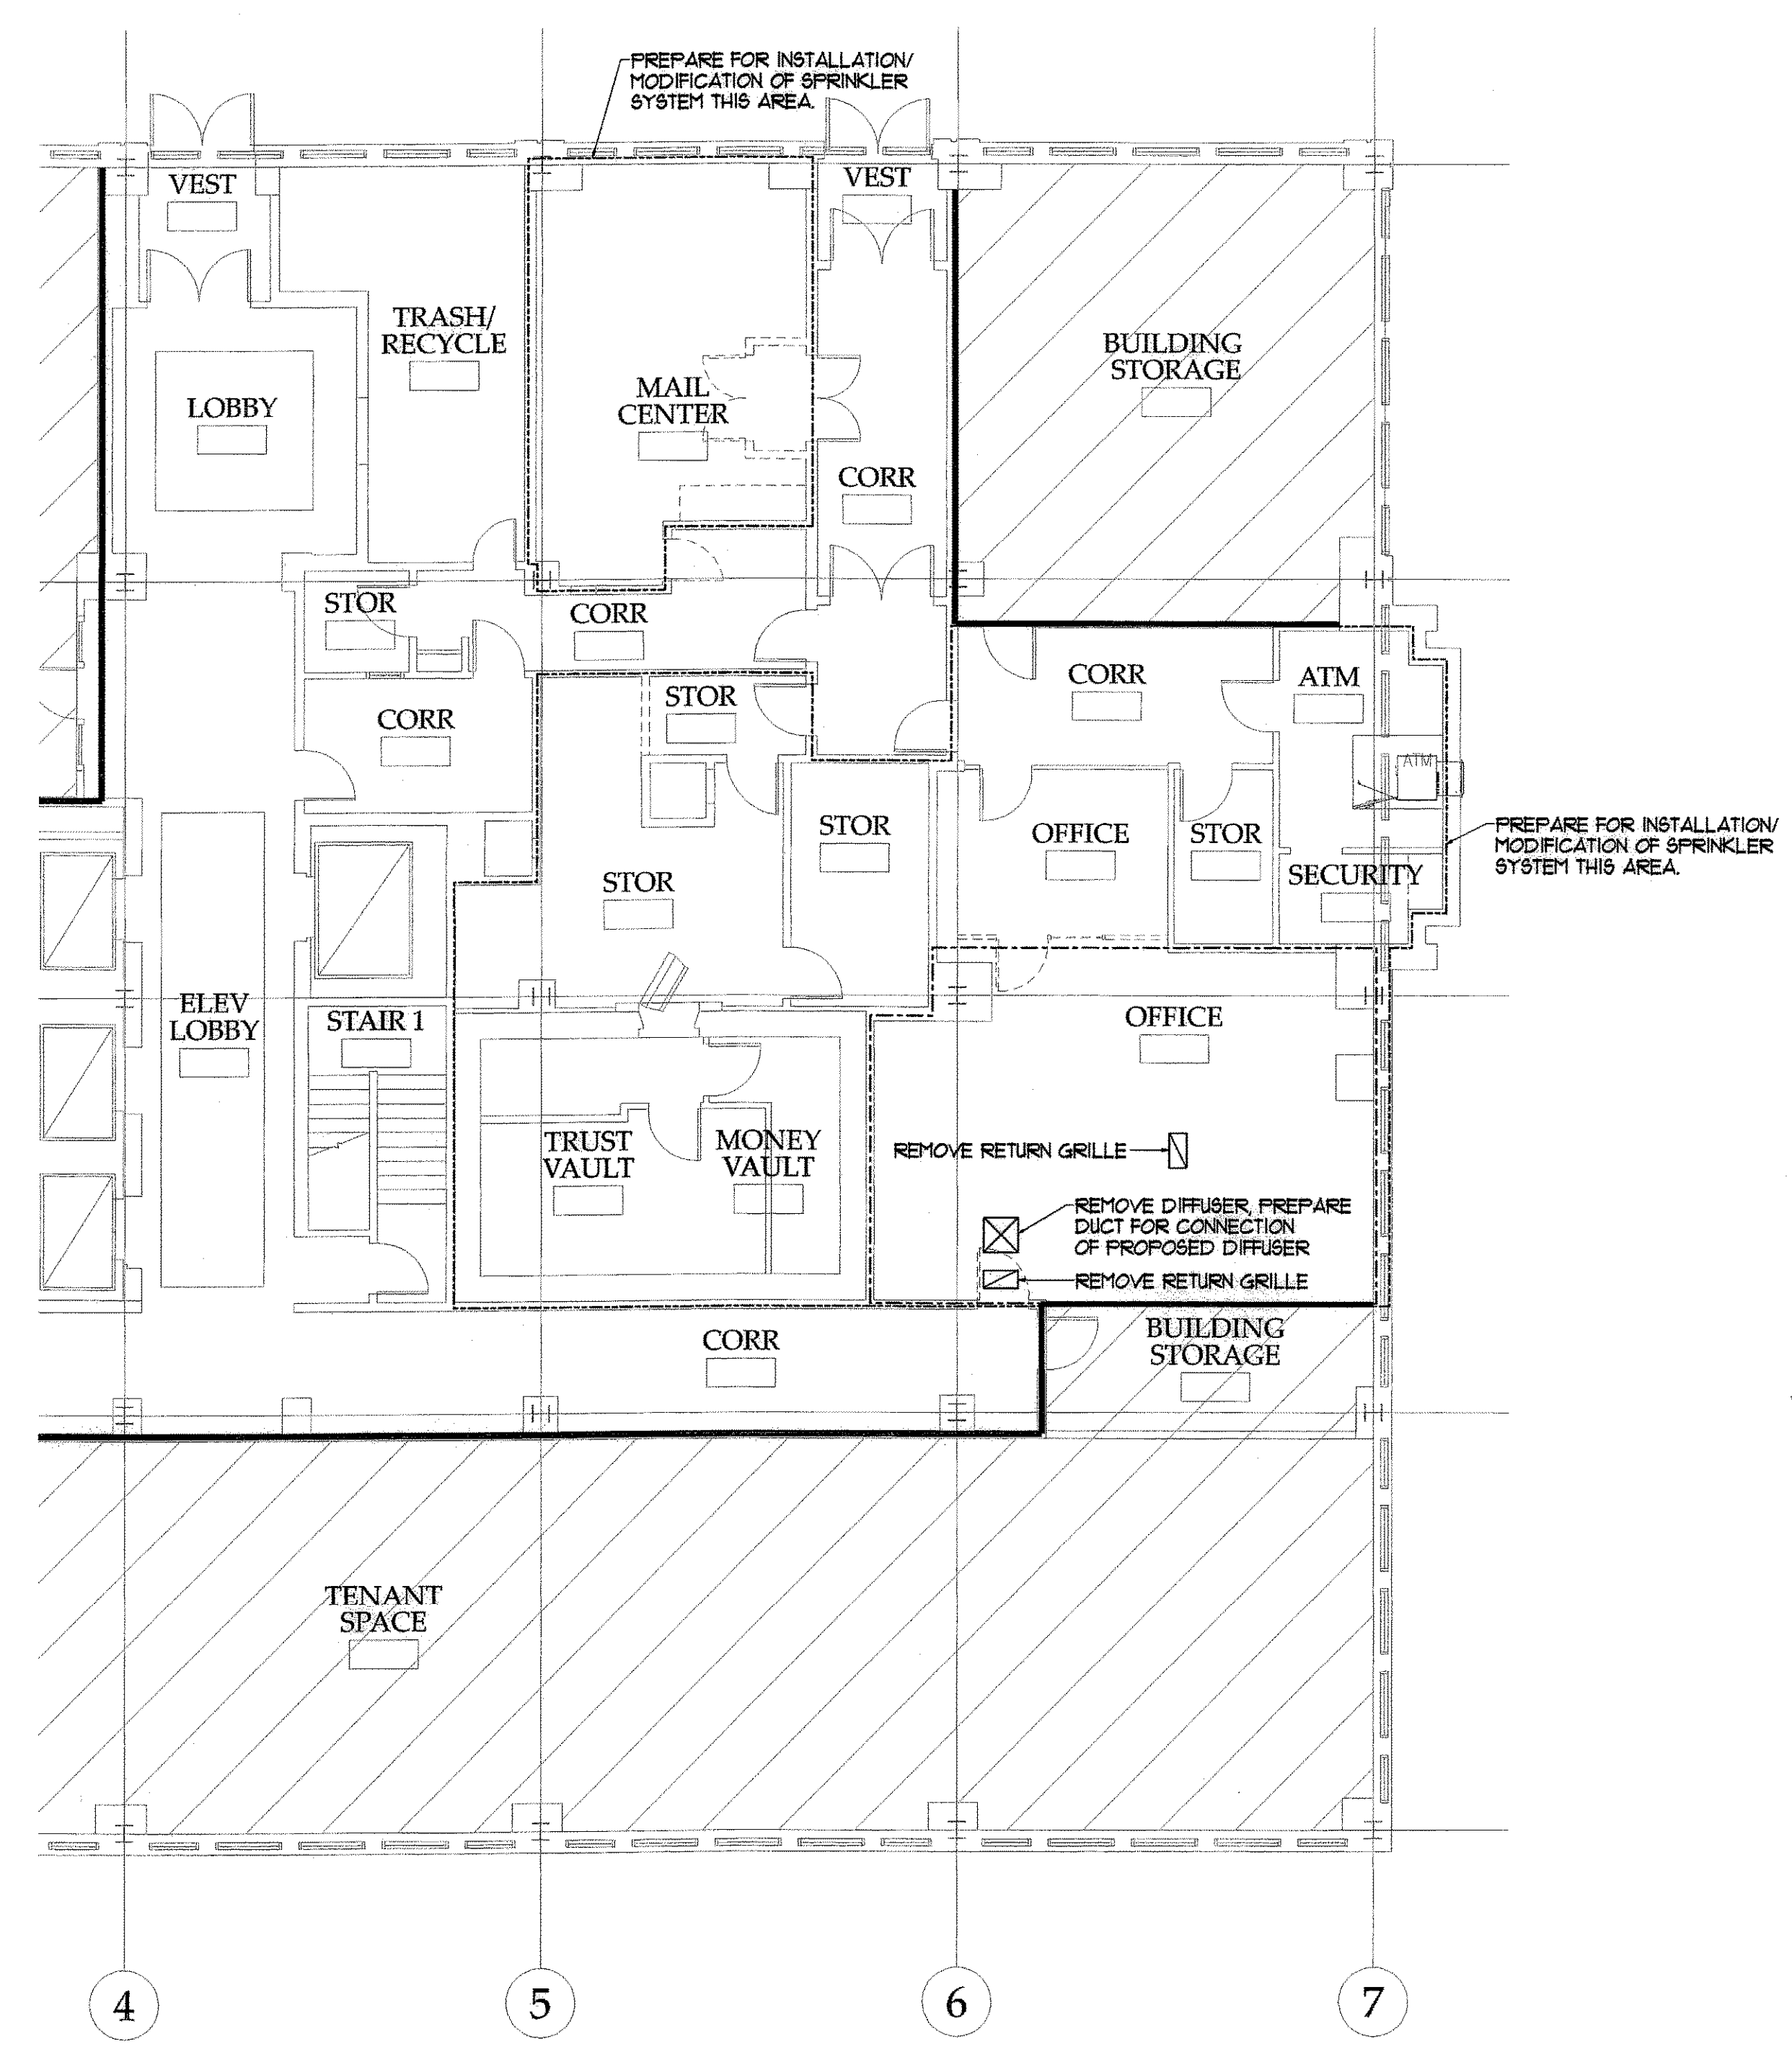 PREPARE FOR INSTALLATION/
MODIFICATION OF SPRINKLER
SYSTEM THIS AREA.
VEST
VEST
TRASH/
RECYCLE
BUILDING
STORAGE
LOBBY
MAIL
CENTER
CORR
STOR
CORR
CORR
ATM
STOR
CORR
ATM
PREPARE FOR INSTALLATION/
MODIFICATION OF SPRINKLER
SYSTEM THIS AREA.
STOR
OFFICE
STOR
STOR
SECURITY
ELEV
LOBBY
STAIR 1
OFFICE
TRUST
VAULT
MONEY
VAULT
REMOVE RETURN GRILLE
REMOVE DIFFUSER, PREPARE
DUCT FOR CONNECTION
OF PROPOSED DIFFUSER
REMOVE RETURN GRILLE
CORR
BUILDING
STORAGE
TENANT
SPACE
4
5
6
7